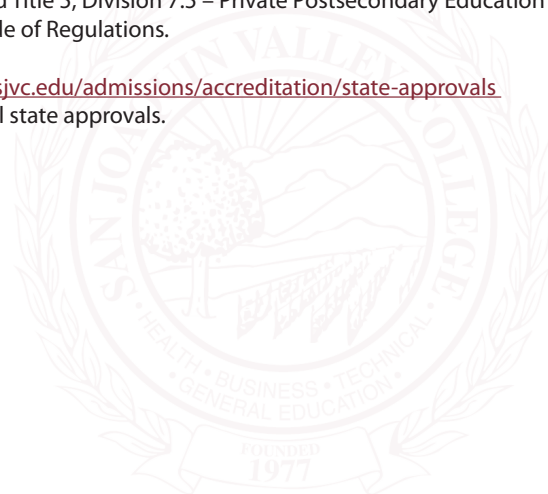 d Title 5, Division 7.5 – Private Postsecondary Education
de of Regulations.
sjvc.edu/admissions/accreditation/state-approvals
l state approvals.
SAN JOAQUIN VALLEY COLLEGE
• HEALTH • BUSINESS • TECHNICAL •
GENERAL EDUCATION
FOUNDED
1977